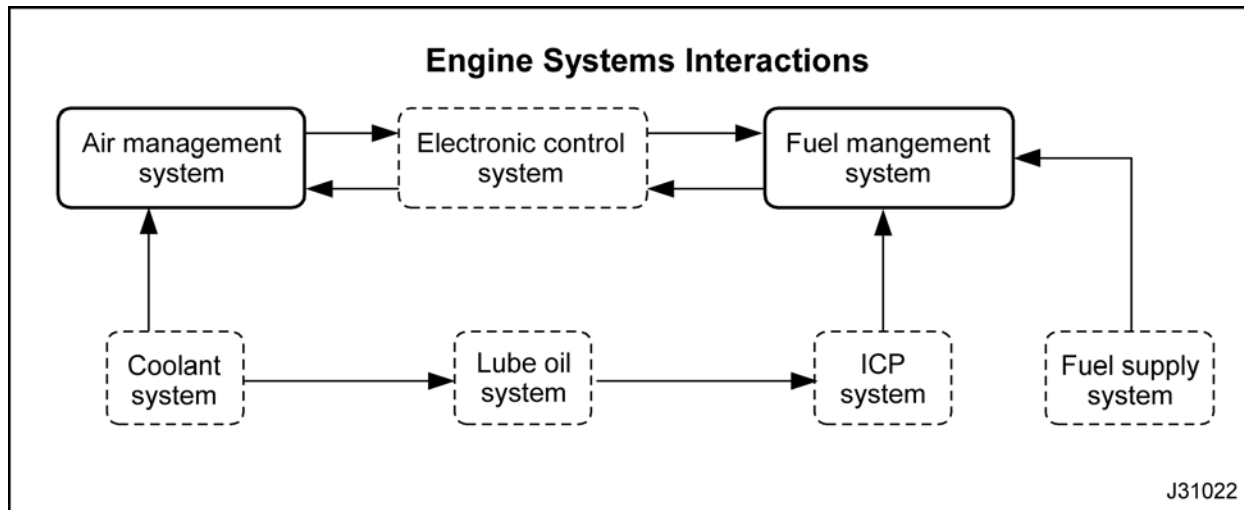 Engine Systems Interactions
Air management
system
Electronic control
system
Fuel mangement
system
Coolant
system
Lube oil
system
ICP
system
Fuel supply
system
J31022